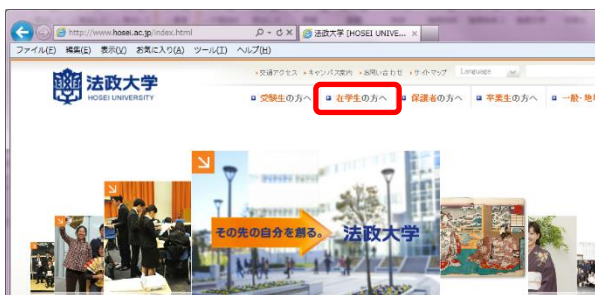 http://www.hosei.ac.jp/index.html
法政大学 [HOSEI UNIVE...
ファイル(F) 編集(E) 表示(V) お気に入り(A) ツール(T) ヘルプ(H)
交通アクセス キャンパス案内 お問い合わせ サイトマップ Language
法政大学
HOSEI UNIVERSITY
受験生の方へ 在学生の方へ 保護者の方へ 卒業生の方へ 一般・地
その先の自分を創る。 法政大学